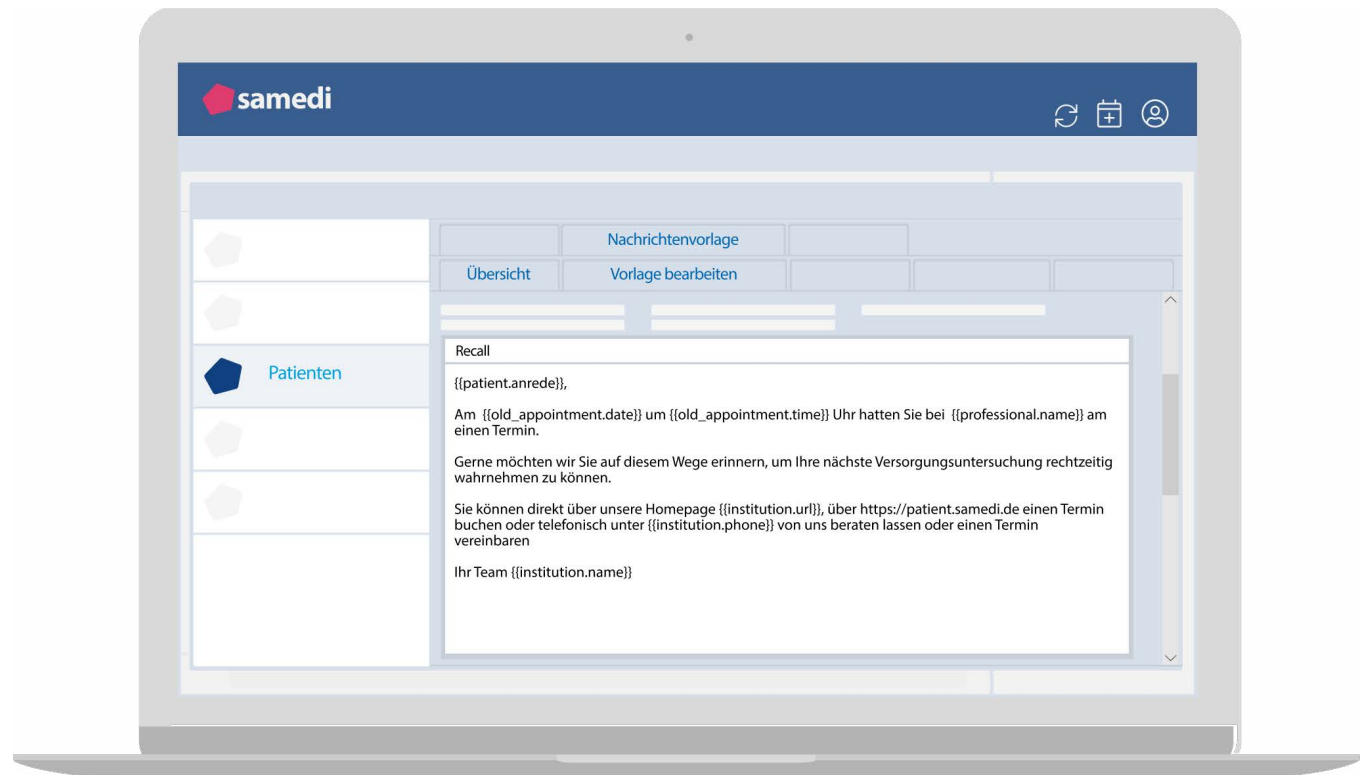 samedi
Nachrichtenvorlage
Übersicht
Vorlage bearbeiten
Patienten
Recall
{{patient.anrede}},
Am {{old_appointment.date}} um {{old_appointment.time}} Uhr hatten Sie bei {{professional.name}} am
einen Termin.
Gerne möchten wir Sie auf diesem Wege erinnern, um Ihre nächste Versorgungsuntersuchung rechtzeitig
wahrnehmen zu können.
Sie können direkt über unsere Homepage {{institution.url}}, über https://patient.samedi.de einen Termin
buchen oder telefonisch unter {{institution.phone}} von uns beraten lassen oder einen Termin
vereinbaren
Ihr Team {{institution.name}}